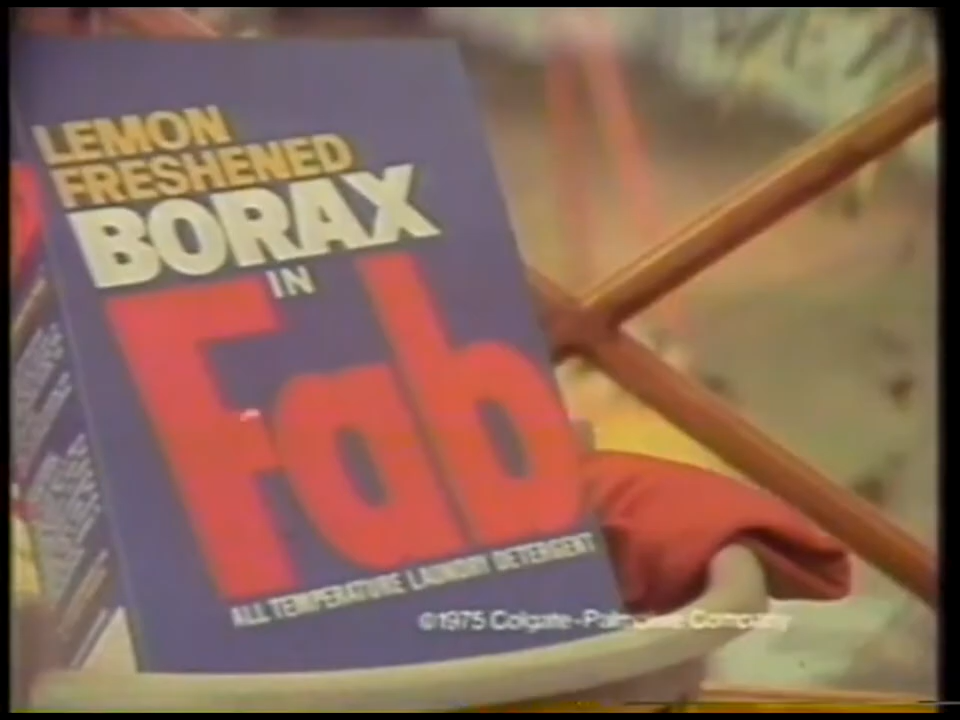 LEMON
FRESHENED
BORAX
IN
Fab
ALL TEMPERATURE LAUNDRY DETERGENT
©1975 Colgate-Palmolive Company